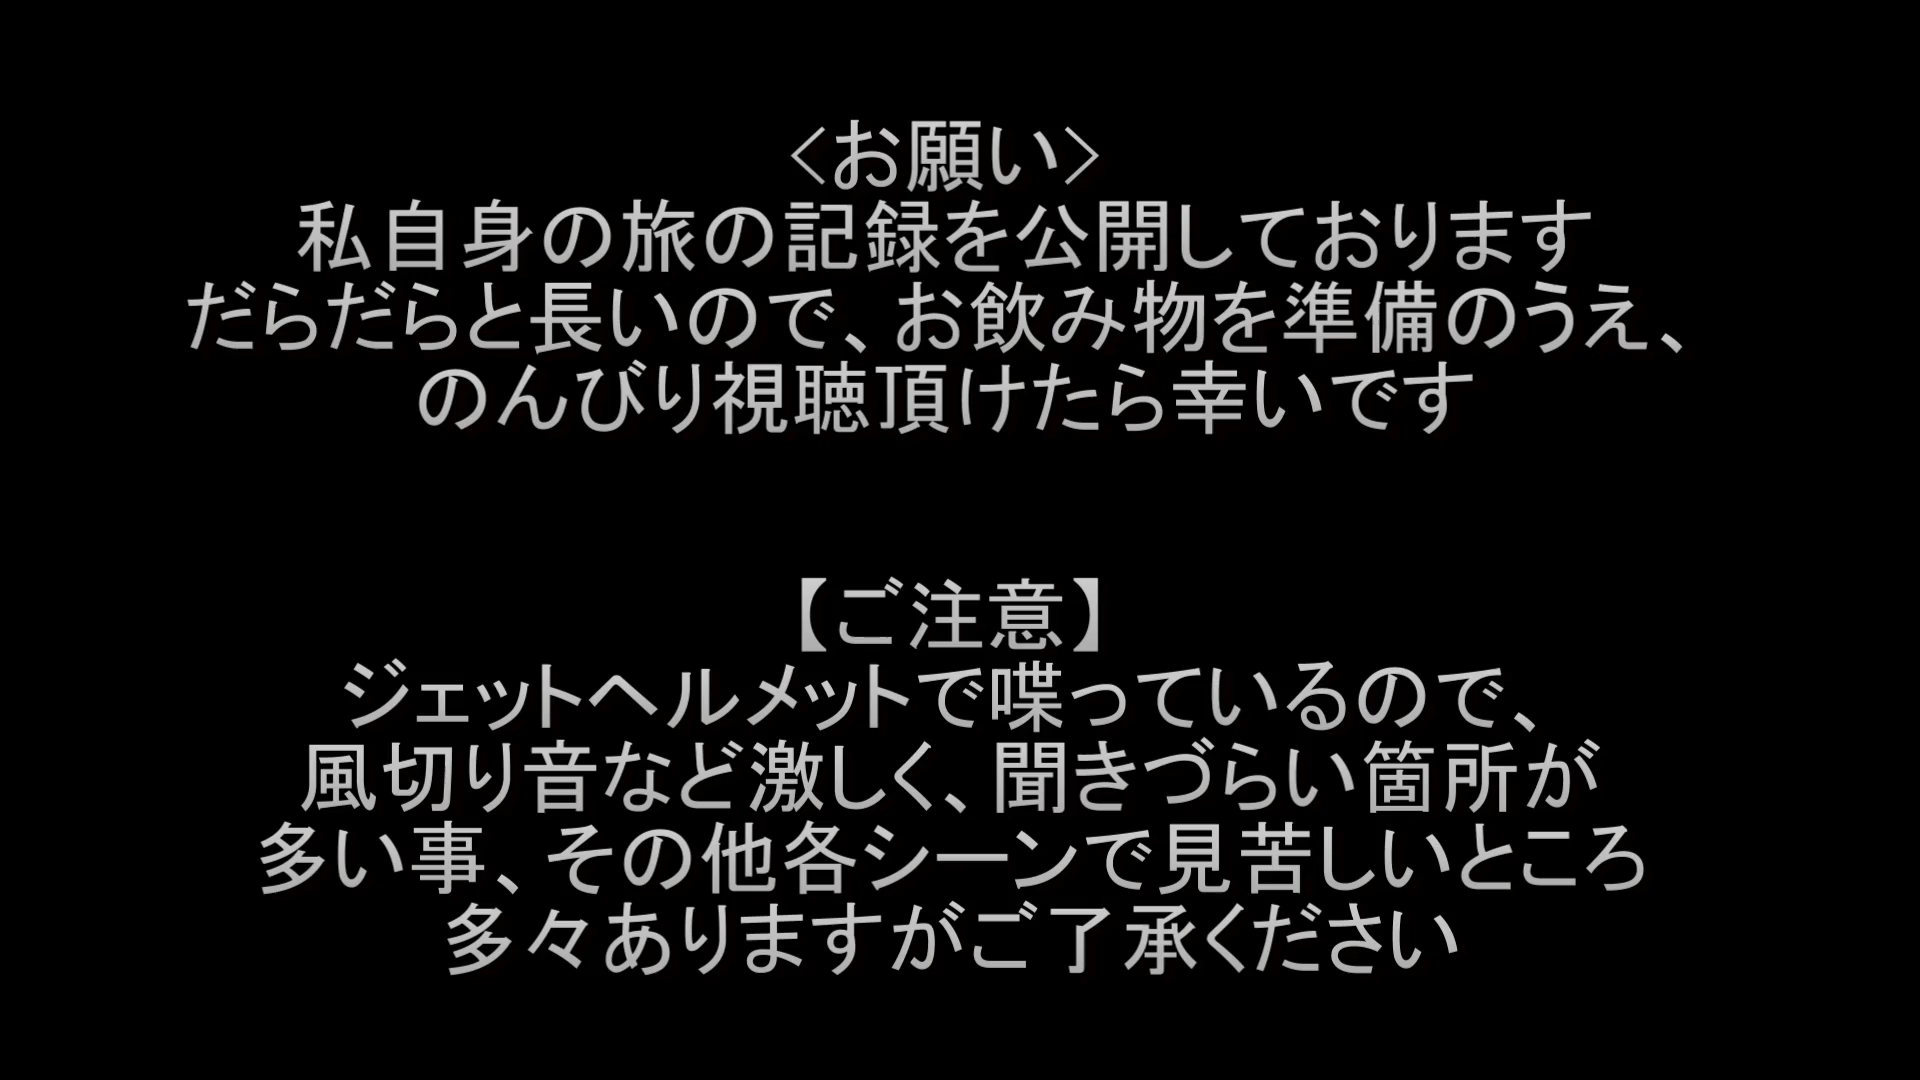 <お願い>
私自身の旅の記録を公開しております
だらだらと長いので、お飲み物を準備のうえ、
のんびり視聴頂けたら幸いです
【ご注意】
ジェットヘルメットで喋っているので、
風切り音など激しく、聞きづらい箇所が
多い事、その他各シーンで見苦しいところ
多々ありますがご了承ください